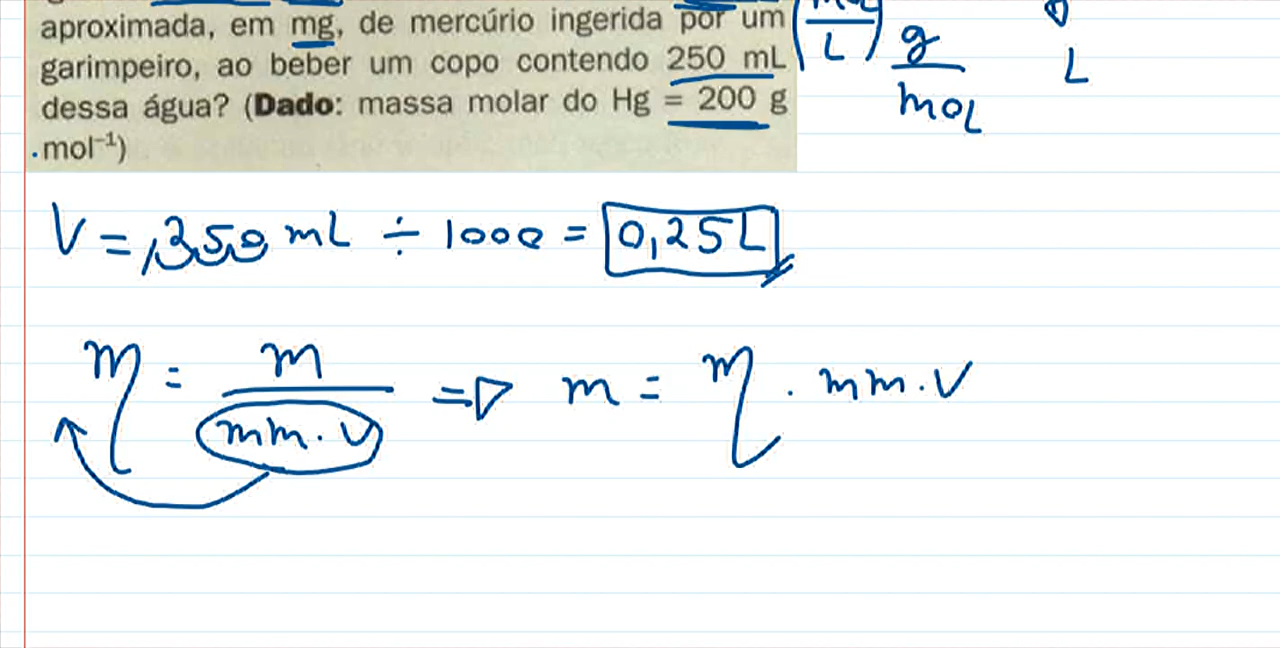 aproximada, em mg, de mercúrio ingerida por um
garimpeiro, ao beber um copo contendo 250 mL
dessa água? (Dado: massa molar do Hg = 200 g
.mol⁻¹)
mol/L
g/mol
L
V = 250 mL ÷ 1000 = 0,25 L
M = m/(mm . V) ⇒ m = M . mm . V